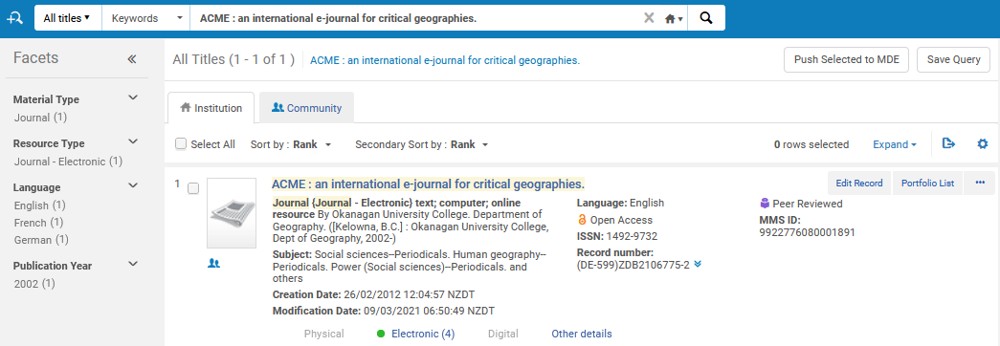 All titles Keywords ACME : an international e-journal for critical geographies.
Facets
Material Type
Journal (1)
Resource Type
Journal - Electronic (1)
Language
English (1)
French (1)
German (1)
Publication Year
2002 (1)
All Titles (1 - 1 of 1 ) ACME : an international e-journal for critical geographies. Push Selected to MDE Save Query
Institution Community
Select All Sort by : Rank Secondary Sort by : Rank 0 rows selected Expand
1 ACME : an international e-journal for critical geographies. Edit Record Portfolio List
Journal {Journal - Electronic} text; computer; online
resource By Okanagan University College. Department of
Geography. ([Kelowna, B.C.] : Okanagan University College,
Dept of Geography, 2002-)
Subject: Social sciences--Periodicals. Human geography--
Periodicals. Power (Social sciences)--Periodicals. and
others
Creation Date: 26/02/2012 12:04:57 NZDT
Modification Date: 09/03/2021 06:50:49 NZDT
Language: English
Open Access
ISSN: 1492-9732
Record number:
(DE-599)ZDB2106775-2
Peer Reviewed
MMS ID:
9922776080001891
Physical Electronic (4) Digital Other details